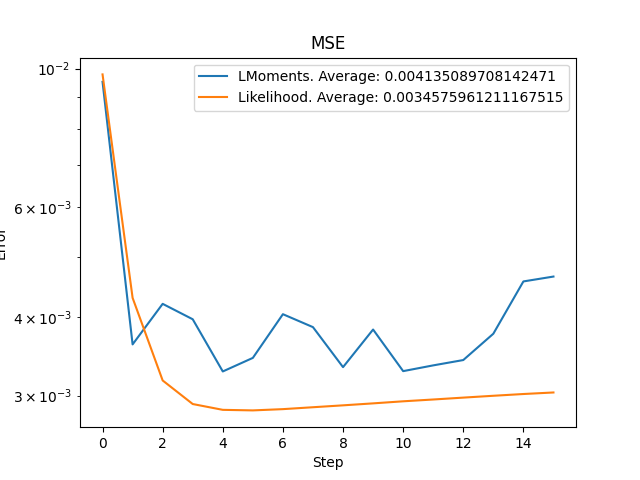 MSE
LMoments. Average: 0.004135089708142471
Likelihood. Average: 0.0034575961211167515
10⁻²
6 × 10⁻³
4 × 10⁻³
3 × 10⁻³
Error
0 2 4 6 8 10 12 14
Step